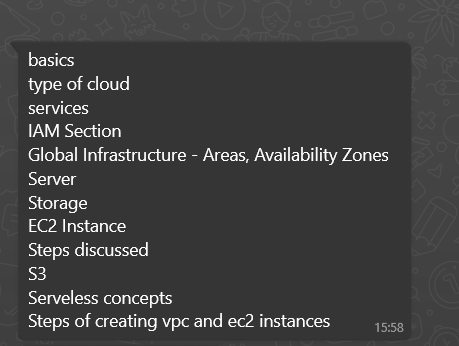 basics
type of cloud
services
IAM Section
Global Infrastructure - Areas, Availability Zones
Server
Storage
EC2 Instance
Steps discussed
S3
Serveless concepts
Steps of creating vpc and ec2 instances
15:58